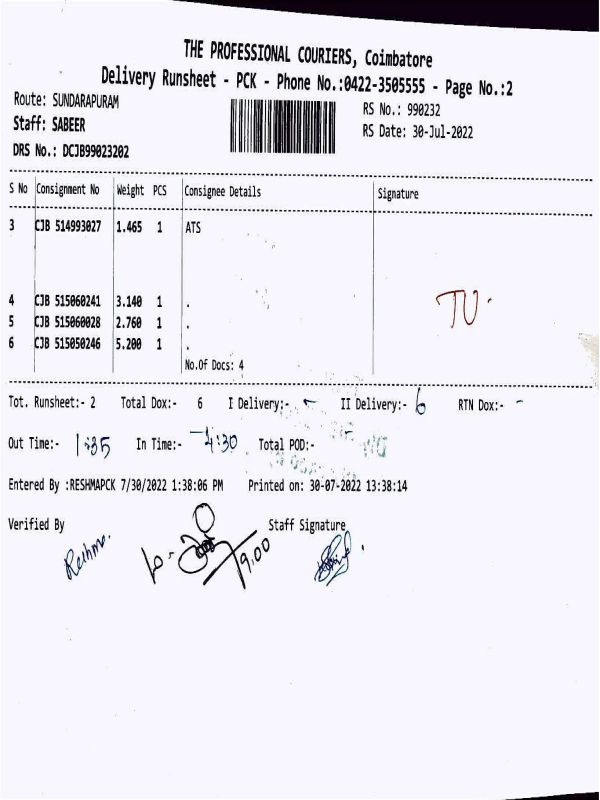 THE PROFESSIONAL COURIERS, Coimbatore
Delivery Runsheet - PCK - Phone No.:0422-3505555 - Page No.:2
Route: SUNDARAPURAM RS No.: 990232
Staff: SABEER RS Date: 30-Jul-2022
DRS No.: DCJB99023202
S No Consignment No Weight PCS Consignee Details Signature
3 CJB 514993027 1.465 1 ATS
4 CJB 515060241 3.140 1 .
5 CJB 515060028 2.760 1 .
6 CJB 515050246 5.200 1 .
No.Of Docs: 4
Tot. Runsheet:- 2 Total Dox:- 6 I Delivery:- - II Delivery:- 6 RTN Dox:- -
Out Time:- 1:35 In Time:- 4:30 Total POD:-
Entered By :RESHMAPCK 7/30/2022 1:38:06 PM Printed on: 30-07-2022 13:38:14
Verified By Staff Signature
Reshma. 19.00